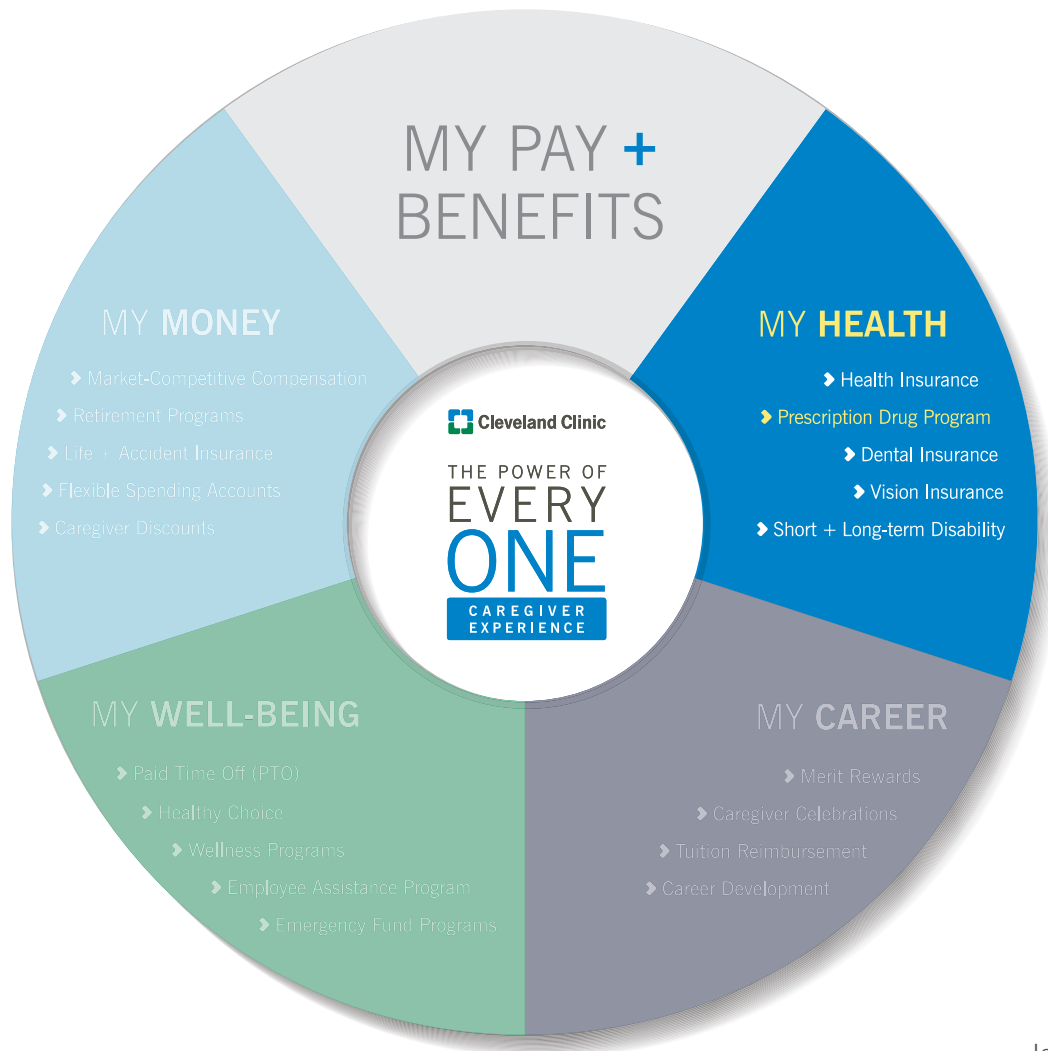 MY PAY +
BENEFITS
MY MONEY
❯ Market-Competitive Compensation
❯ Retirement Programs
❯ Life + Accident Insurance
❯ Flexible Spending Accounts
❯ Caregiver Discounts
MY HEALTH
❯ Health Insurance
❯ Prescription Drug Program
❯ Dental Insurance
❯ Vision Insurance
❯ Short + Long-term Disability
Cleveland Clinic
THE POWER OF
EVERY
ONE
CAREGIVER
EXPERIENCE
MY WELL-BEING
❯ Paid Time Off (PTO)
❯ Healthy Choice
❯ Wellness Programs
❯ Employee Assistance Program
❯ Emergency Fund Programs
MY CAREER
❯ Merit Rewards
❯ Caregiver Celebrations
❯ Tuition Reimbursement
❯ Career Development